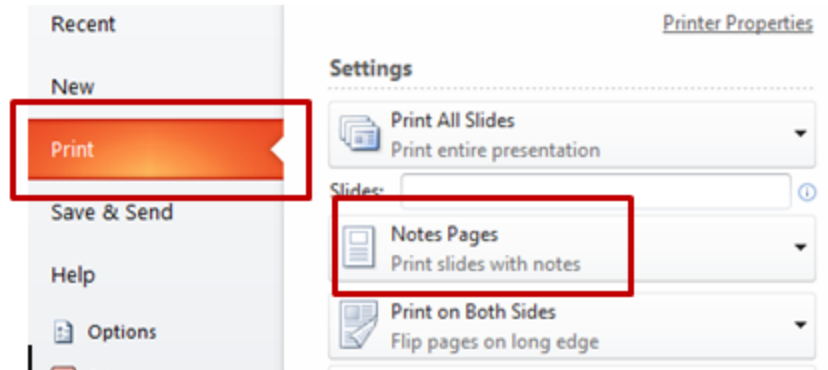 Recent
Printer Properties
Settings
New
Print All Slides
Print entire presentation
Print
Slides:
Save & Send
Notes Pages
Print slides with notes
Help
Print on Both Sides
Flip pages on long edge
Options